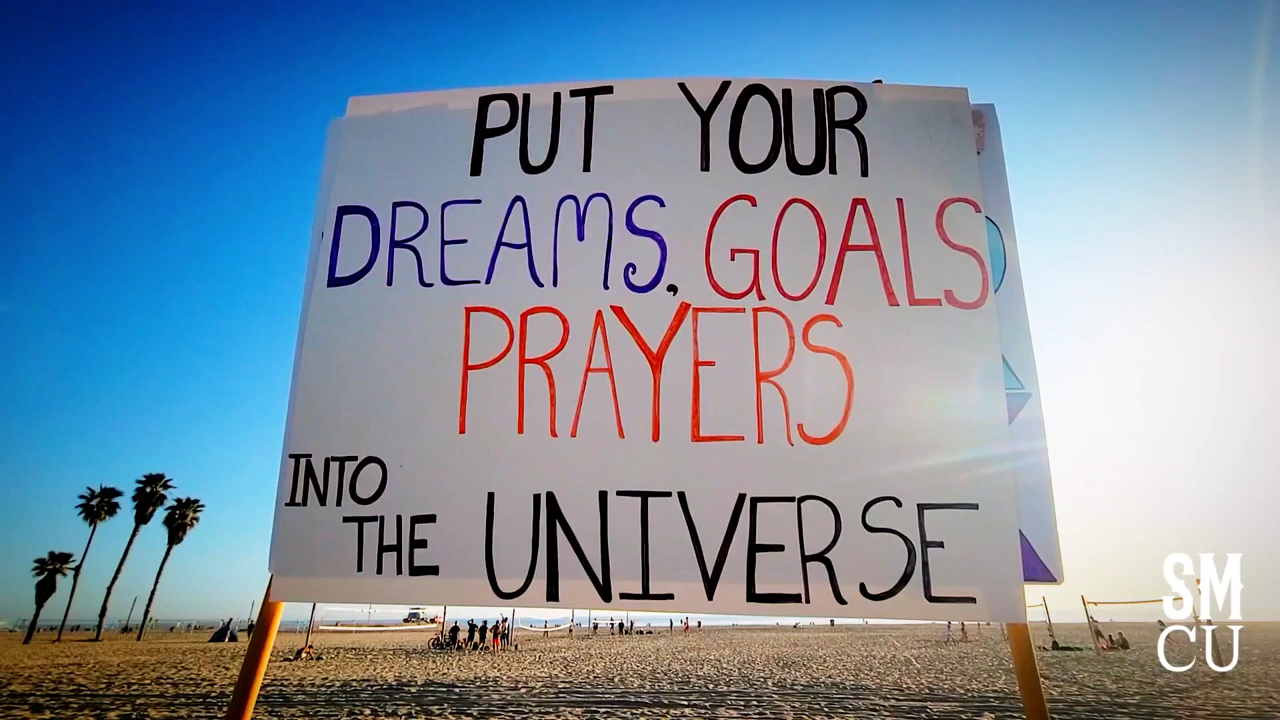 PUT YOUR
DREAMS, GOALS
PRAYERS
INTO
THE UNIVERSE
SM
CU